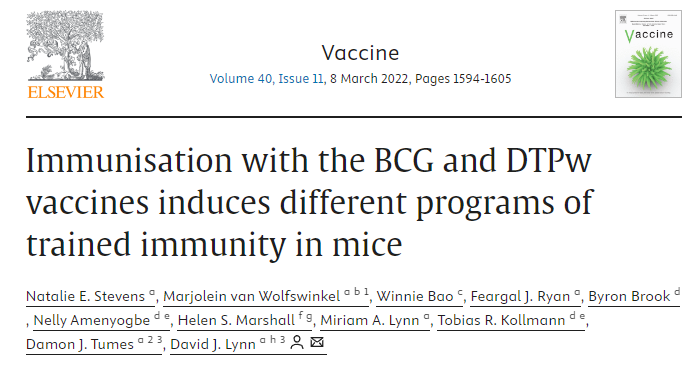 Vaccine
Volume 40, Issue 11, 8 March 2022, Pages 1594-1605
ELSEVIER
Vaccine
Immunisation with the BCG and DTPw
vaccines induces different programs of
trained immunity in mice
Natalie E. Stevens a, Marjolein van Wolfswinkel a b 1, Winnie Bao c, Feargal J. Ryan a, Byron Brook d
, Nelly Amenyogbe d e, Helen S. Marshall f g, Miriam A. Lynn a, Tobias R. Kollmann d e,
Damon J. Tumes a 2 3, David J. Lynn a h 3